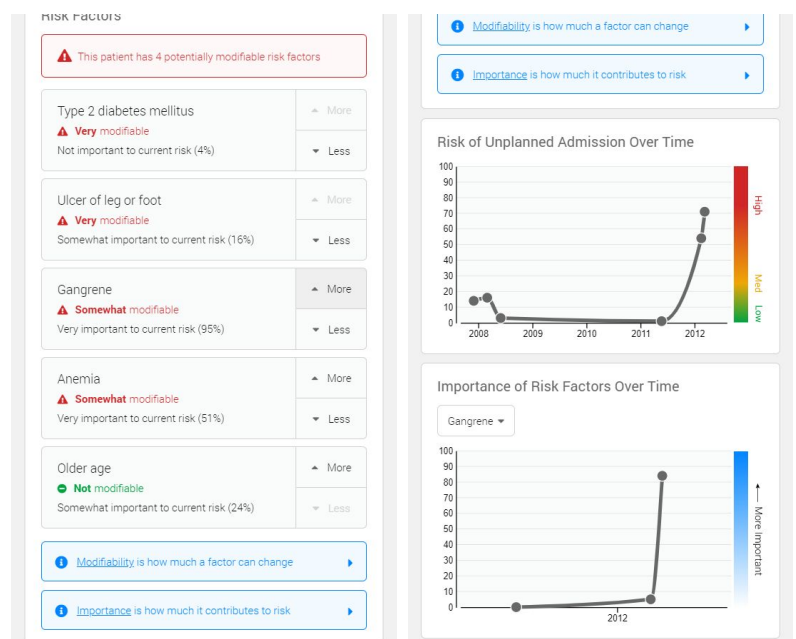 Risk Factors
This patient has 4 potentially modifiable risk factors
Type 2 diabetes mellitus
Very modifiable
Not important to current risk (4%)
More
Less
Ulcer of leg or foot
Very modifiable
Somewhat important to current risk (16%)
More
Less
Gangrene
Somewhat modifiable
Very important to current risk (95%)
More
Less
Anemia
Somewhat modifiable
Very important to current risk (51%)
More
Less
Older age
Not modifiable
Somewhat important to current risk (24%)
More
Less
Modifiability is how much a factor can change
Importance is how much it contributes to risk
Modifiability is how much a factor can change
Importance is how much it contributes to risk
Risk of Unplanned Admission Over Time
100
90
80
70
60
50
40
30
20
10
0
2008 2009 2010 2011 2012
High
Med
Low
Importance of Risk Factors Over Time
Gangrene
100
90
80
70
60
50
40
30
20
10
0
2012
More Important